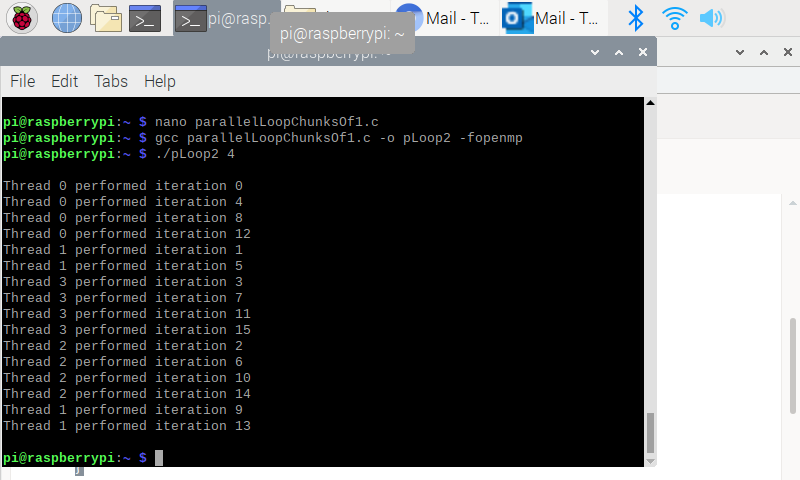 pi@rasp...
Mail - T...
Mail - T...
pi@raspberrypi: ~
File Edit Tabs Help
pi@raspberrypi:~ $ nano parallelLoopChunksOf1.c
pi@raspberrypi:~ $ gcc parallelLoopChunksOf1.c -o pLoop2 -fopenmp
pi@raspberrypi:~ $ ./pLoop2 4
Thread 0 performed iteration 0
Thread 0 performed iteration 4
Thread 0 performed iteration 8
Thread 0 performed iteration 12
Thread 1 performed iteration 1
Thread 1 performed iteration 5
Thread 3 performed iteration 3
Thread 3 performed iteration 7
Thread 3 performed iteration 11
Thread 3 performed iteration 15
Thread 2 performed iteration 2
Thread 2 performed iteration 6
Thread 2 performed iteration 10
Thread 2 performed iteration 14
Thread 1 performed iteration 9
Thread 1 performed iteration 13
pi@raspberrypi:~ $